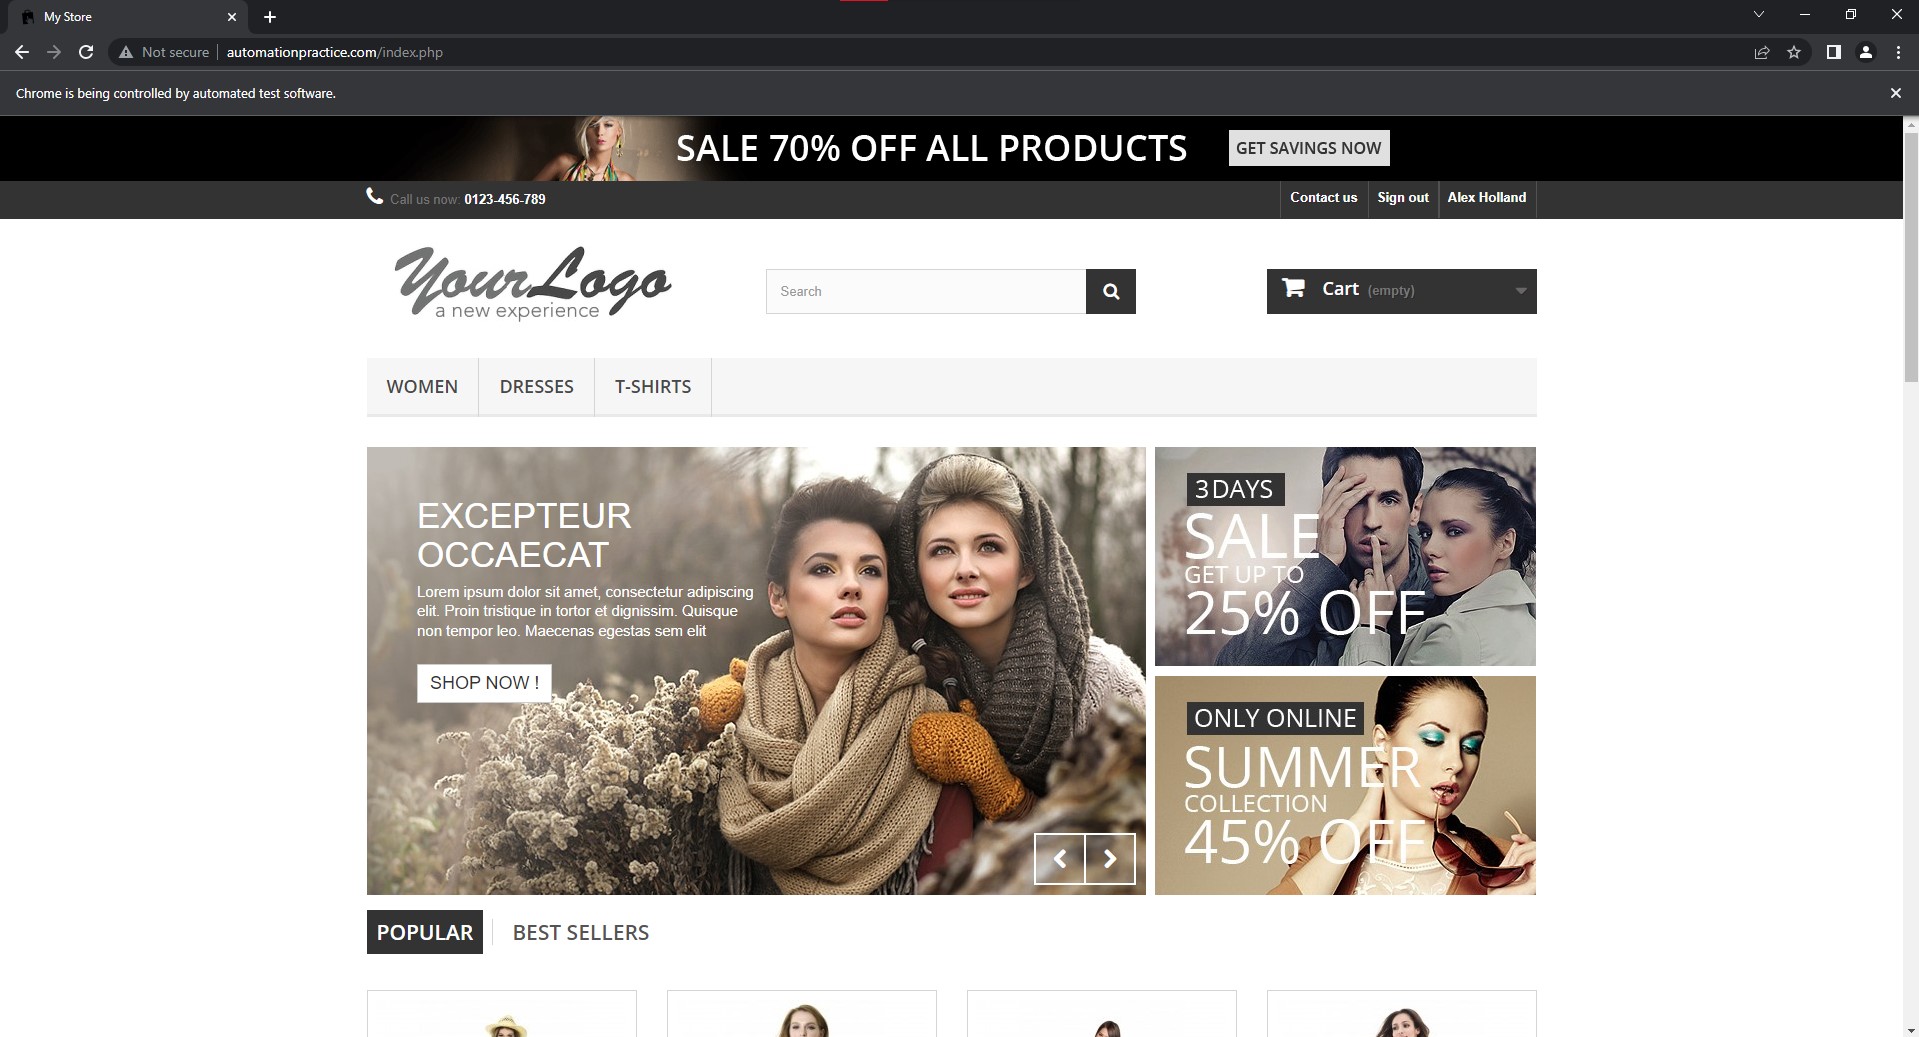 My Store
Not secure
automationpractice.com/index.php
Chrome is being controlled by automated test software.
SALE 70% OFF ALL PRODUCTS
GET SAVINGS NOW
Call us now: 0123-456-789
Contact us
Sign out
Alex Holland
YourLogo
a new experience
Search
Cart (empty)
WOMEN
DRESSES
T-SHIRTS
EXCEPTEUR
OCCAECAT
Lorem ipsum dolor sit amet, consectetur adipiscing
elit. Proin tristique in tortor et dignissim. Quisque
non tempor leo. Maecenas egestas sem elit
SHOP NOW !
3DAYS
SALE
GET UP TO
25% OFF
ONLY ONLINE
SUMMER
COLLECTION
45% OFF
POPULAR
BEST SELLERS